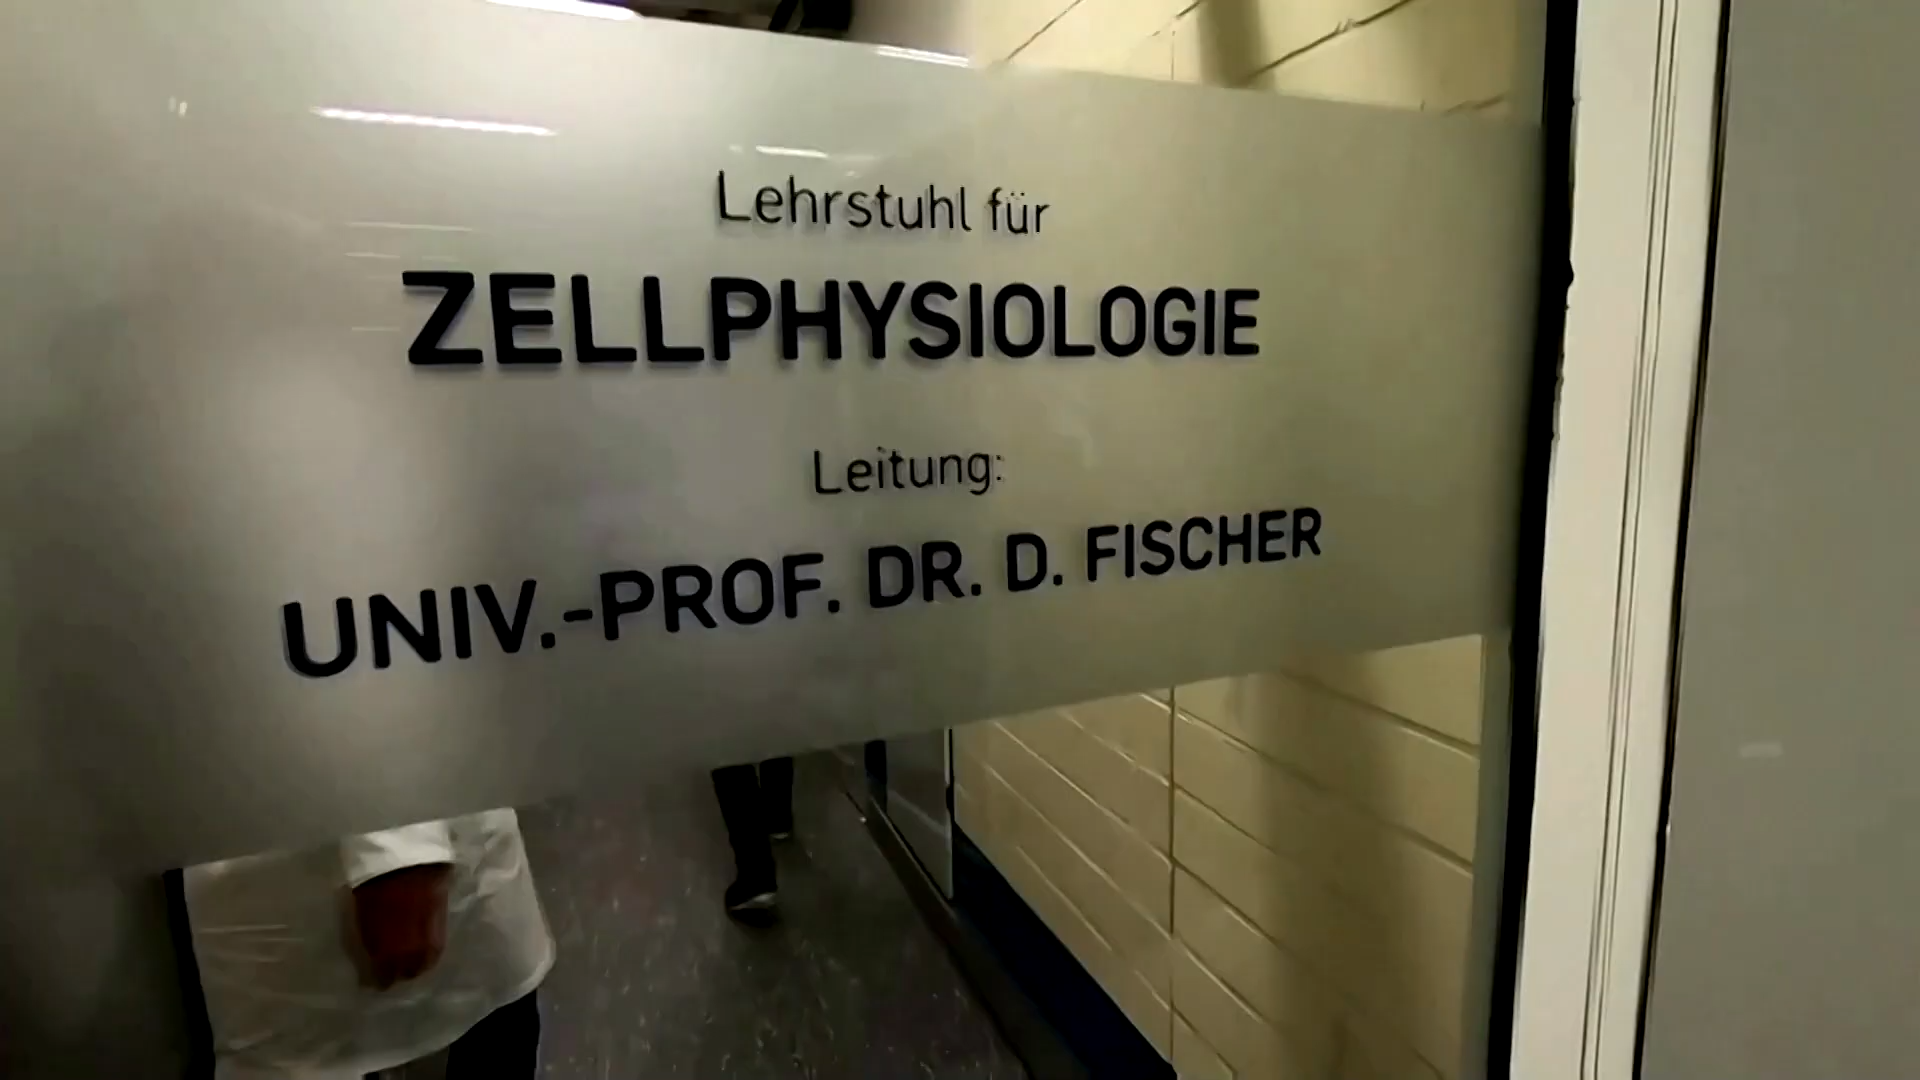 Lehrstuhl für
ZELLPHYSIOLOGIE
Leitung:
UNIV.-PROF. DR. D. FISCHER